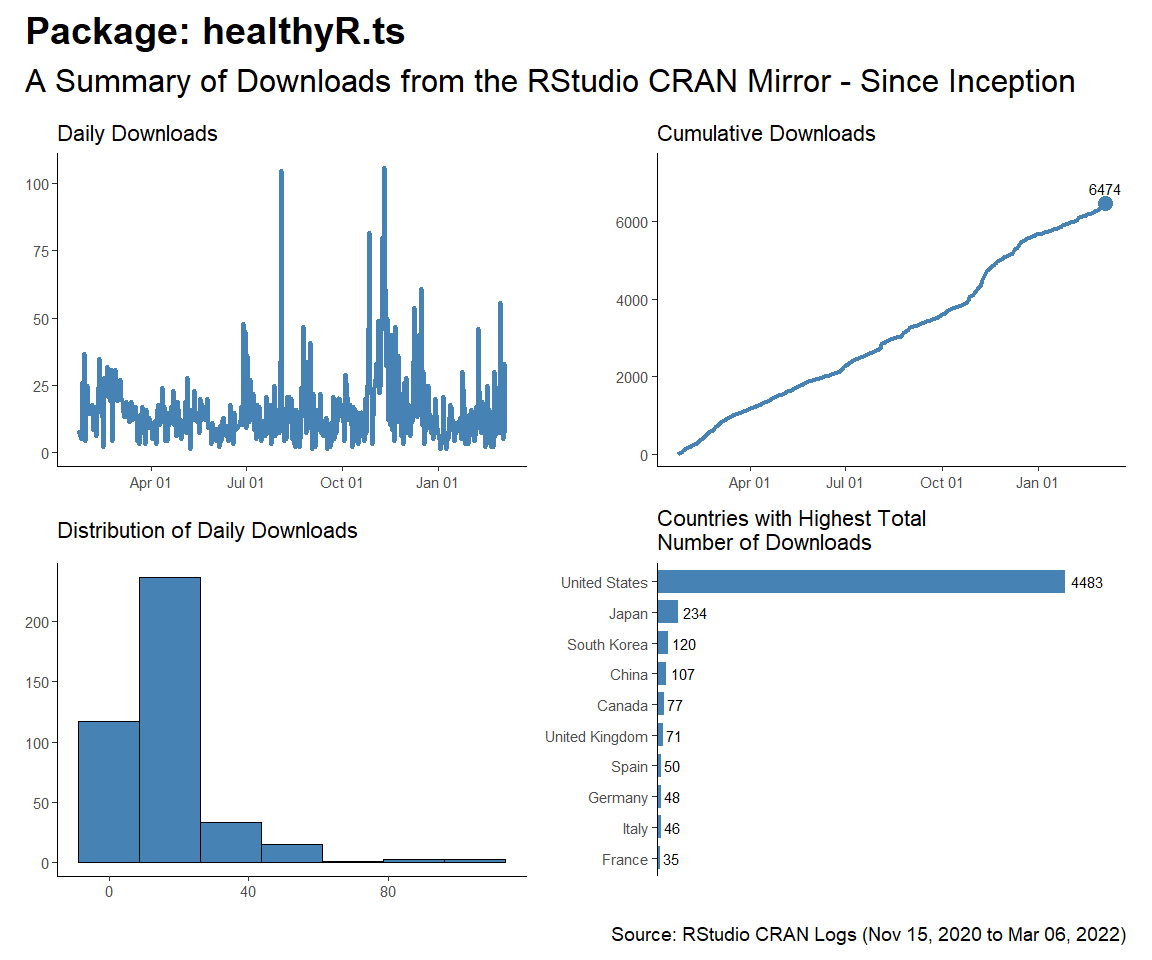 Package: healthyR.ts
A Summary of Downloads from the RStudio CRAN Mirror - Since Inception
Daily Downloads
100
75
50
25
0
Apr 01 Jul 01 Oct 01 Jan 01
Cumulative Downloads
6474
6000
4000
2000
0
Apr 01 Jul 01 Oct 01 Jan 01
Distribution of Daily Downloads
200
150
100
50
0
0 40 80
Countries with Highest Total
Number of Downloads
United States 4483
Japan 234
South Korea 120
China 107
Canada 77
United Kingdom 71
Spain 50
Germany 48
Italy 46
France 35
Source: RStudio CRAN Logs (Nov 15, 2020 to Mar 06, 2022)